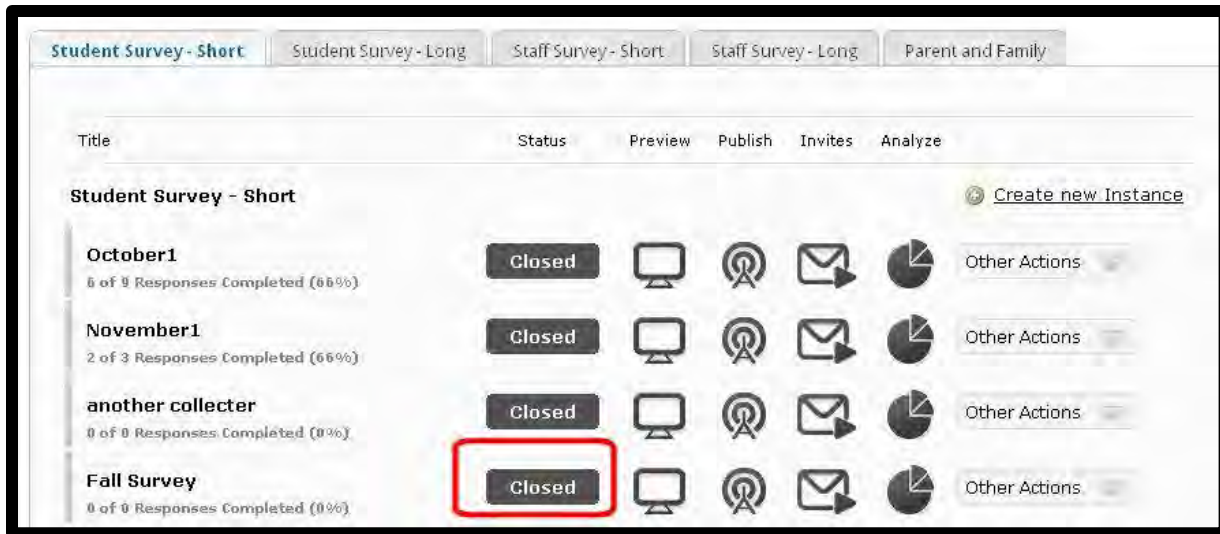 Student Survey - Short Student Survey - Long Staff Survey - Short Staff Survey - Long Parent and Family
Title Status Preview Publish Invites Analyze
Student Survey - Short Create new Instance
October1 Closed Other Actions
6 of 9 Responses Completed (66%)
November1 Closed Other Actions
2 of 3 Responses Completed (66%)
another collecter Closed Other Actions
0 of 0 Responses Completed (0%)
Fall Survey Closed Other Actions
0 of 0 Responses Completed (0%)